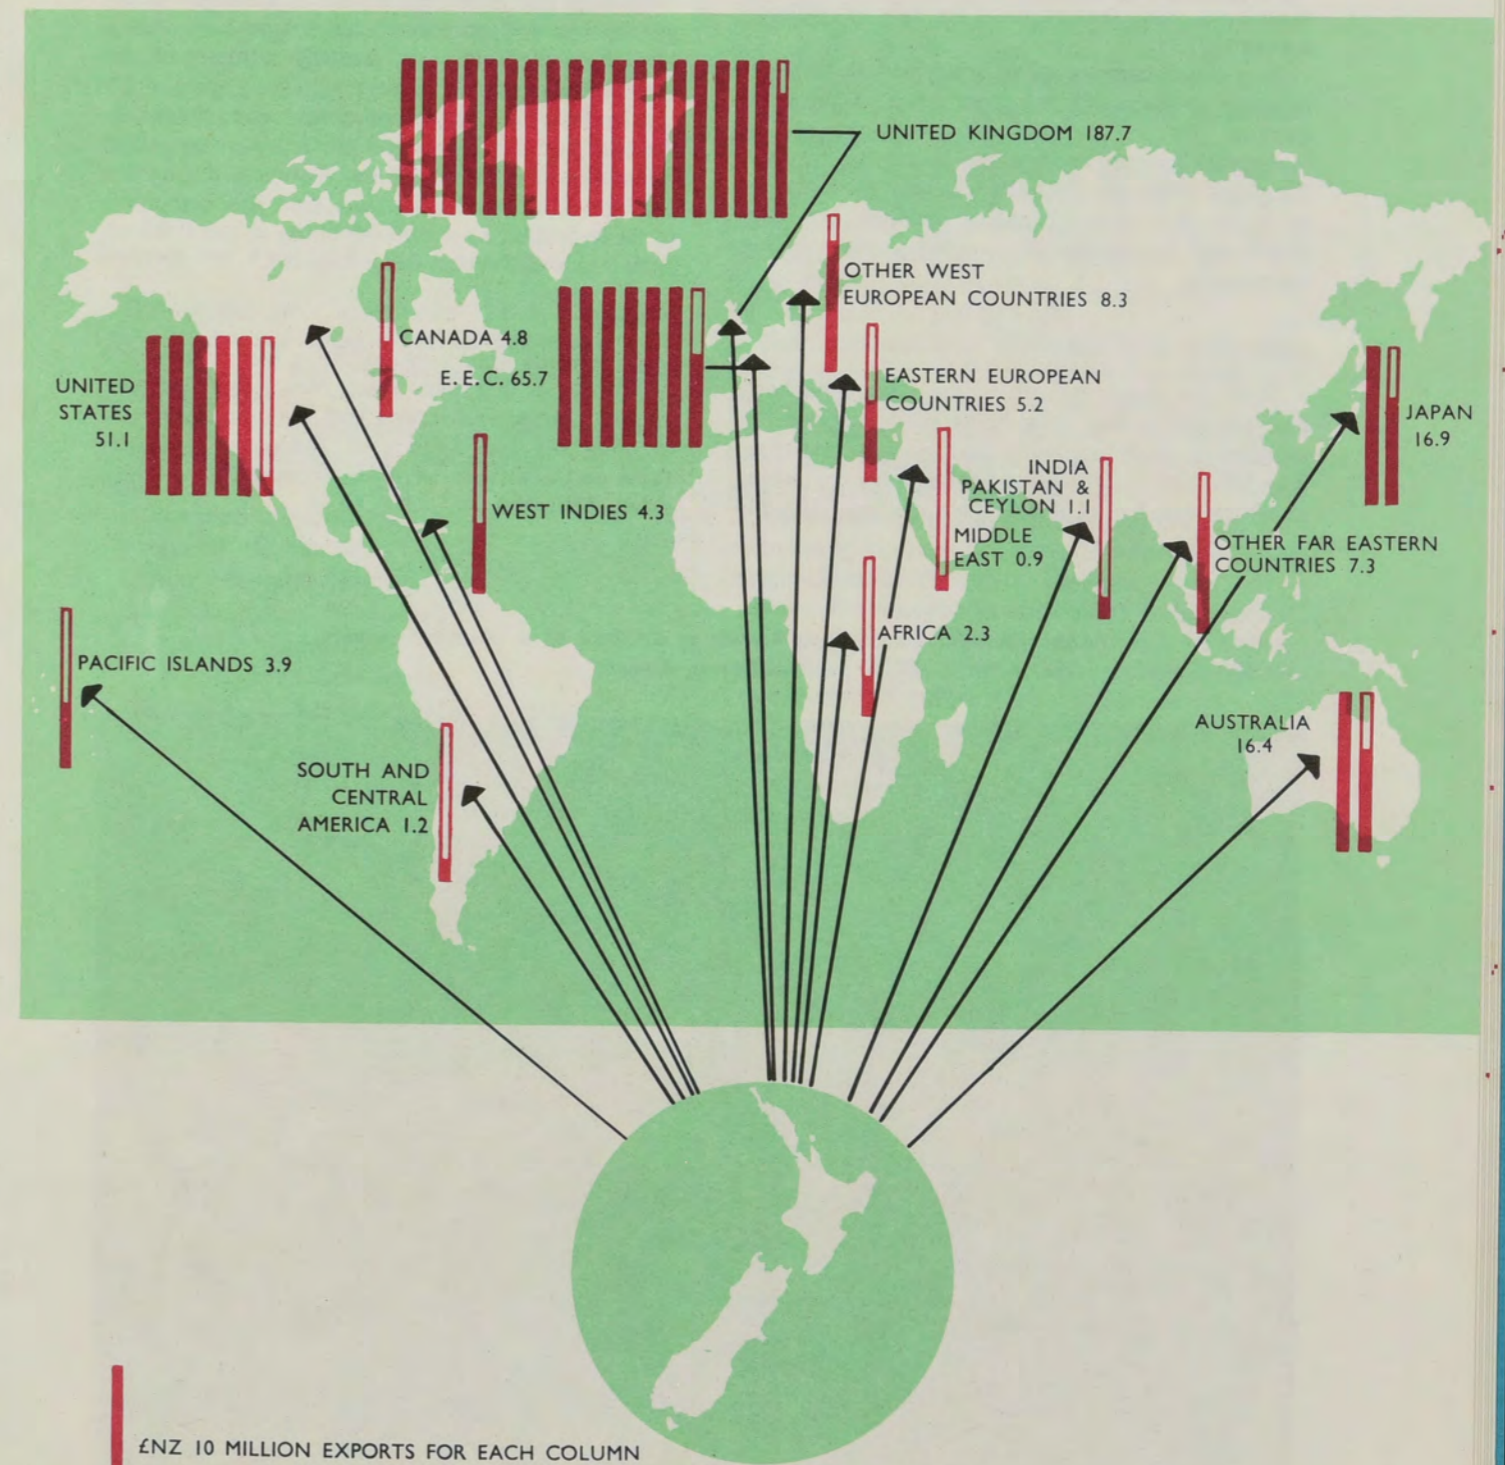 UNITED KINGDOM 187.7
OTHER WEST
EUROPEAN COUNTRIES 8.3
CANADA 4.8
E.E.C. 65.7
UNITED
STATES
51.1
EASTERN EUROPEAN
COUNTRIES 5.2
JAPAN
16.9
WEST INDIES 4.3
INDIA
PAKISTAN &
CEYLON 1.1
MIDDLE
EAST 0.9
OTHER FAR EASTERN
COUNTRIES 7.3
AFRICA 2.3
PACIFIC ISLANDS 3.9
AUSTRALIA
16.4
SOUTH AND
CENTRAL
AMERICA 1.2
£NZ 10 MILLION EXPORTS FOR EACH COLUMN